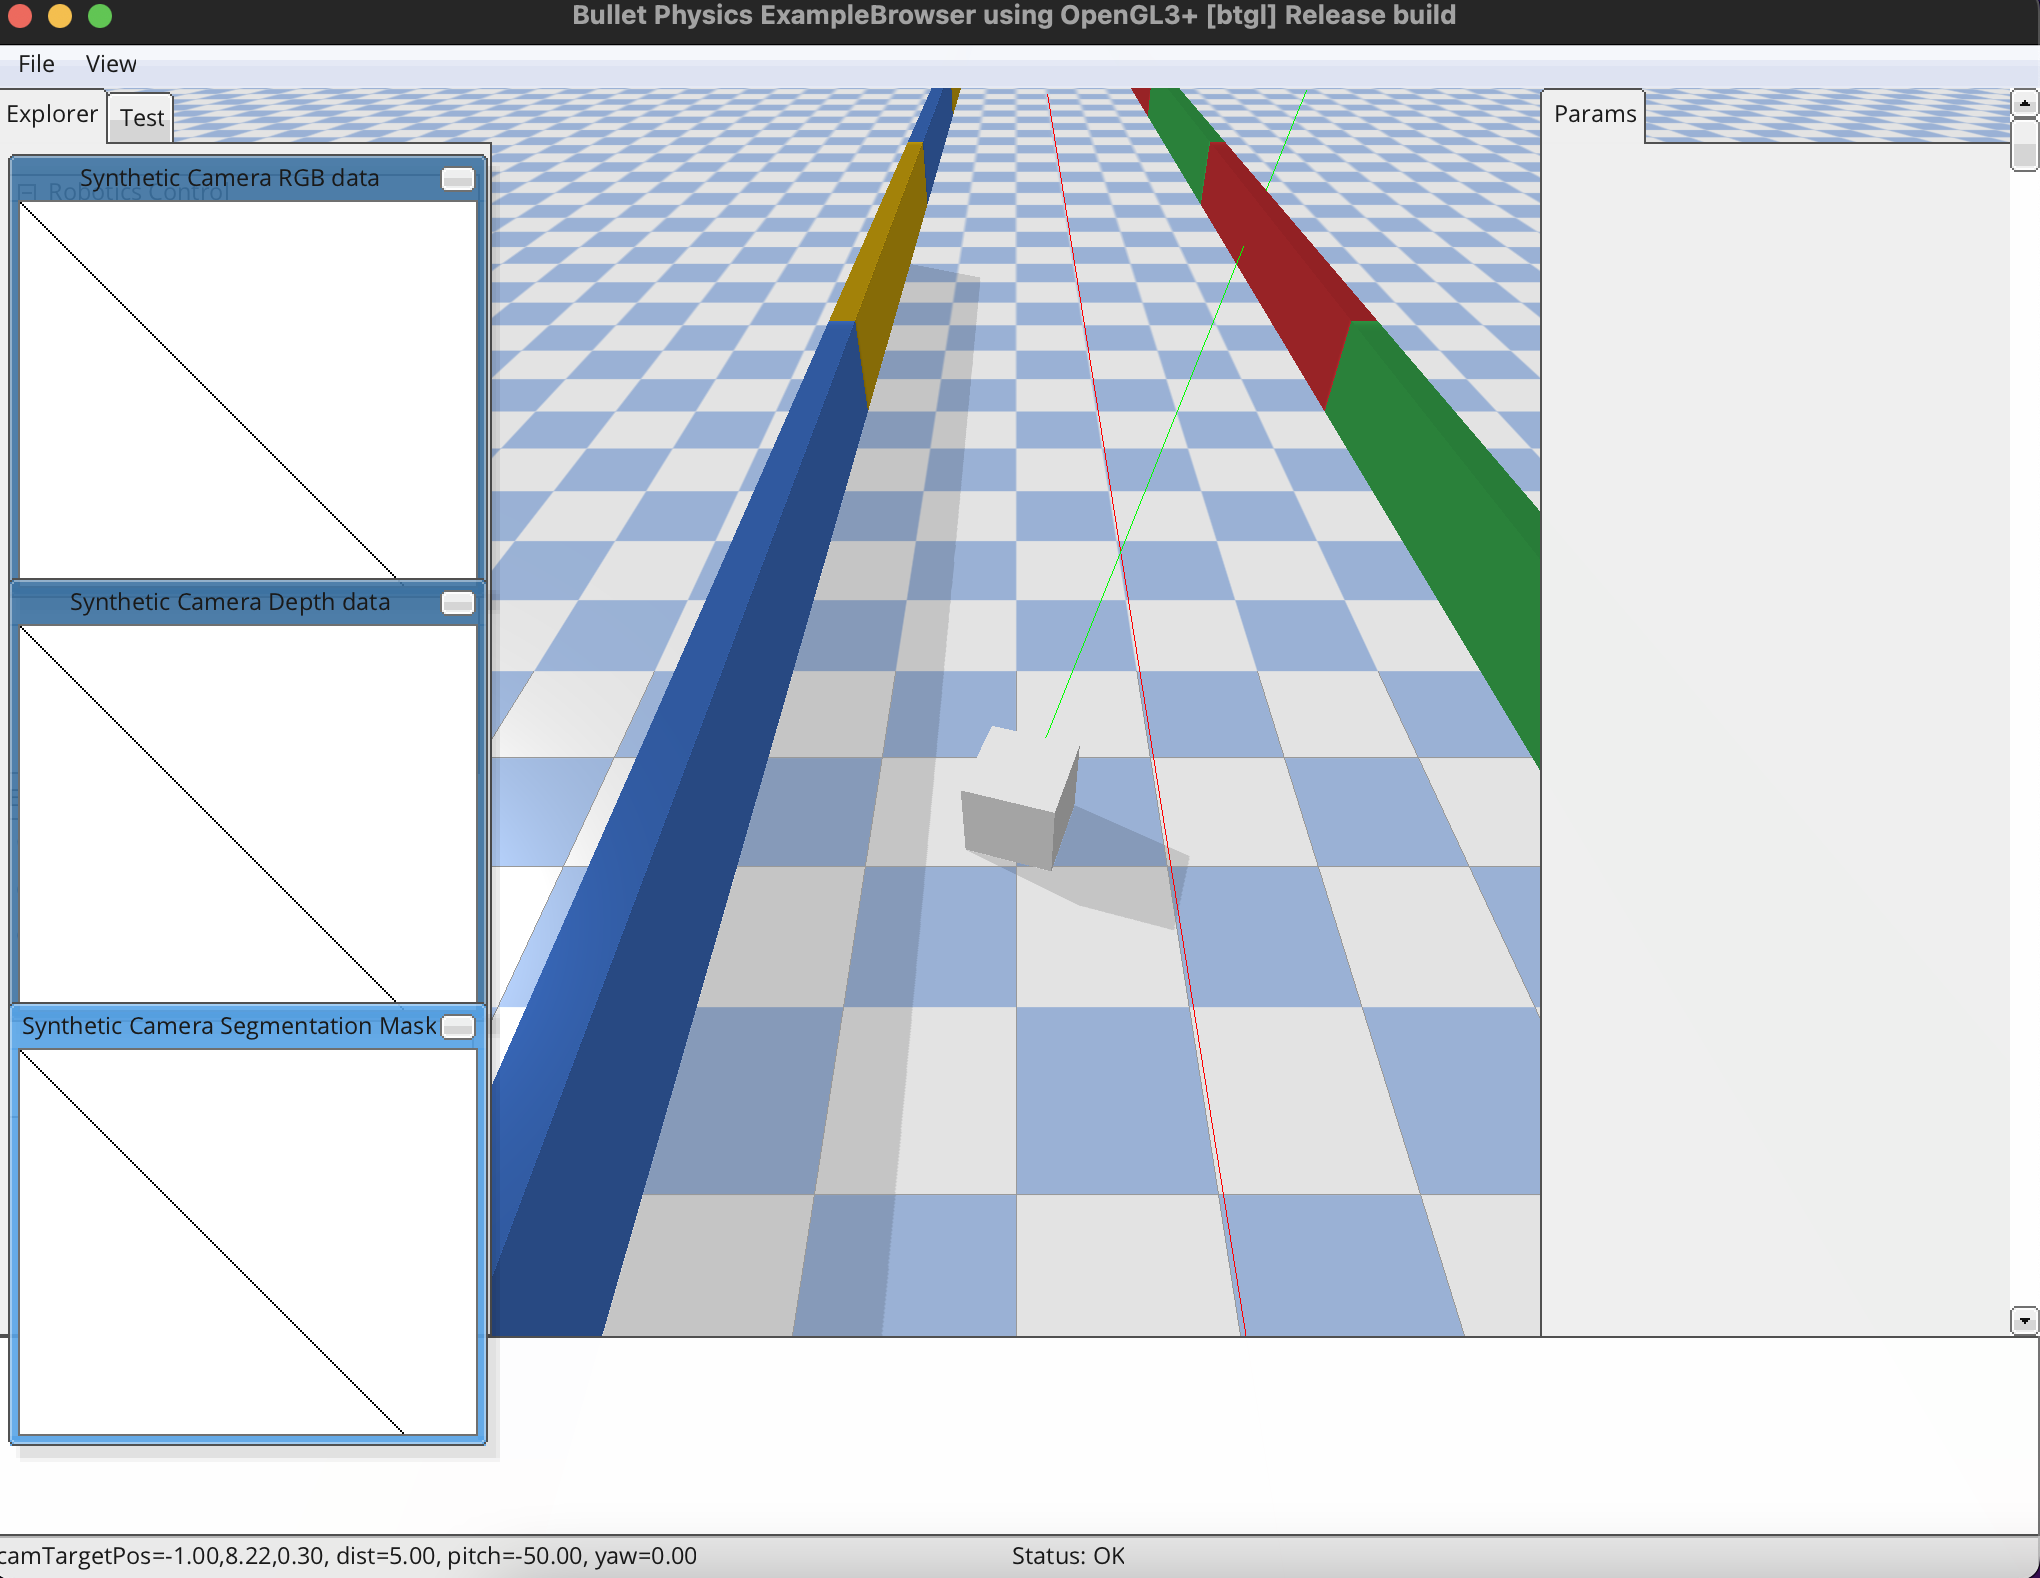 Bullet Physics ExampleBrowser using OpenGL3+ [btgl] Release build
File View
Explorer Test Params
Synthetic Camera RGB data
Robotics Control
Synthetic Camera Depth data
Synthetic Camera Segmentation Mask
camTargetPos=-1.00,8.22,0.30, dist=5.00, pitch=-50.00, yaw=0.00 Status: OK